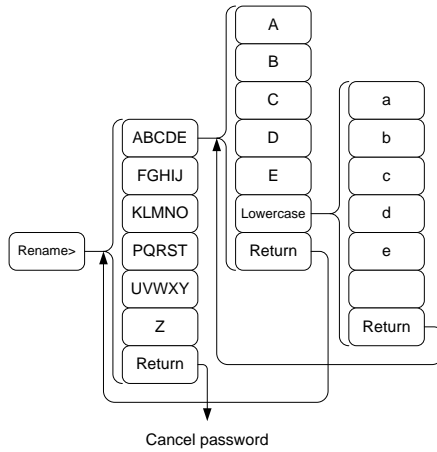 Rename>
ABCDE
FGHIJ
KLMNO
PQRST
UVWXY
Z
Return
A
B
C
D
E
Lowercase
Return
a
b
c
d
e
Return
Cancel password